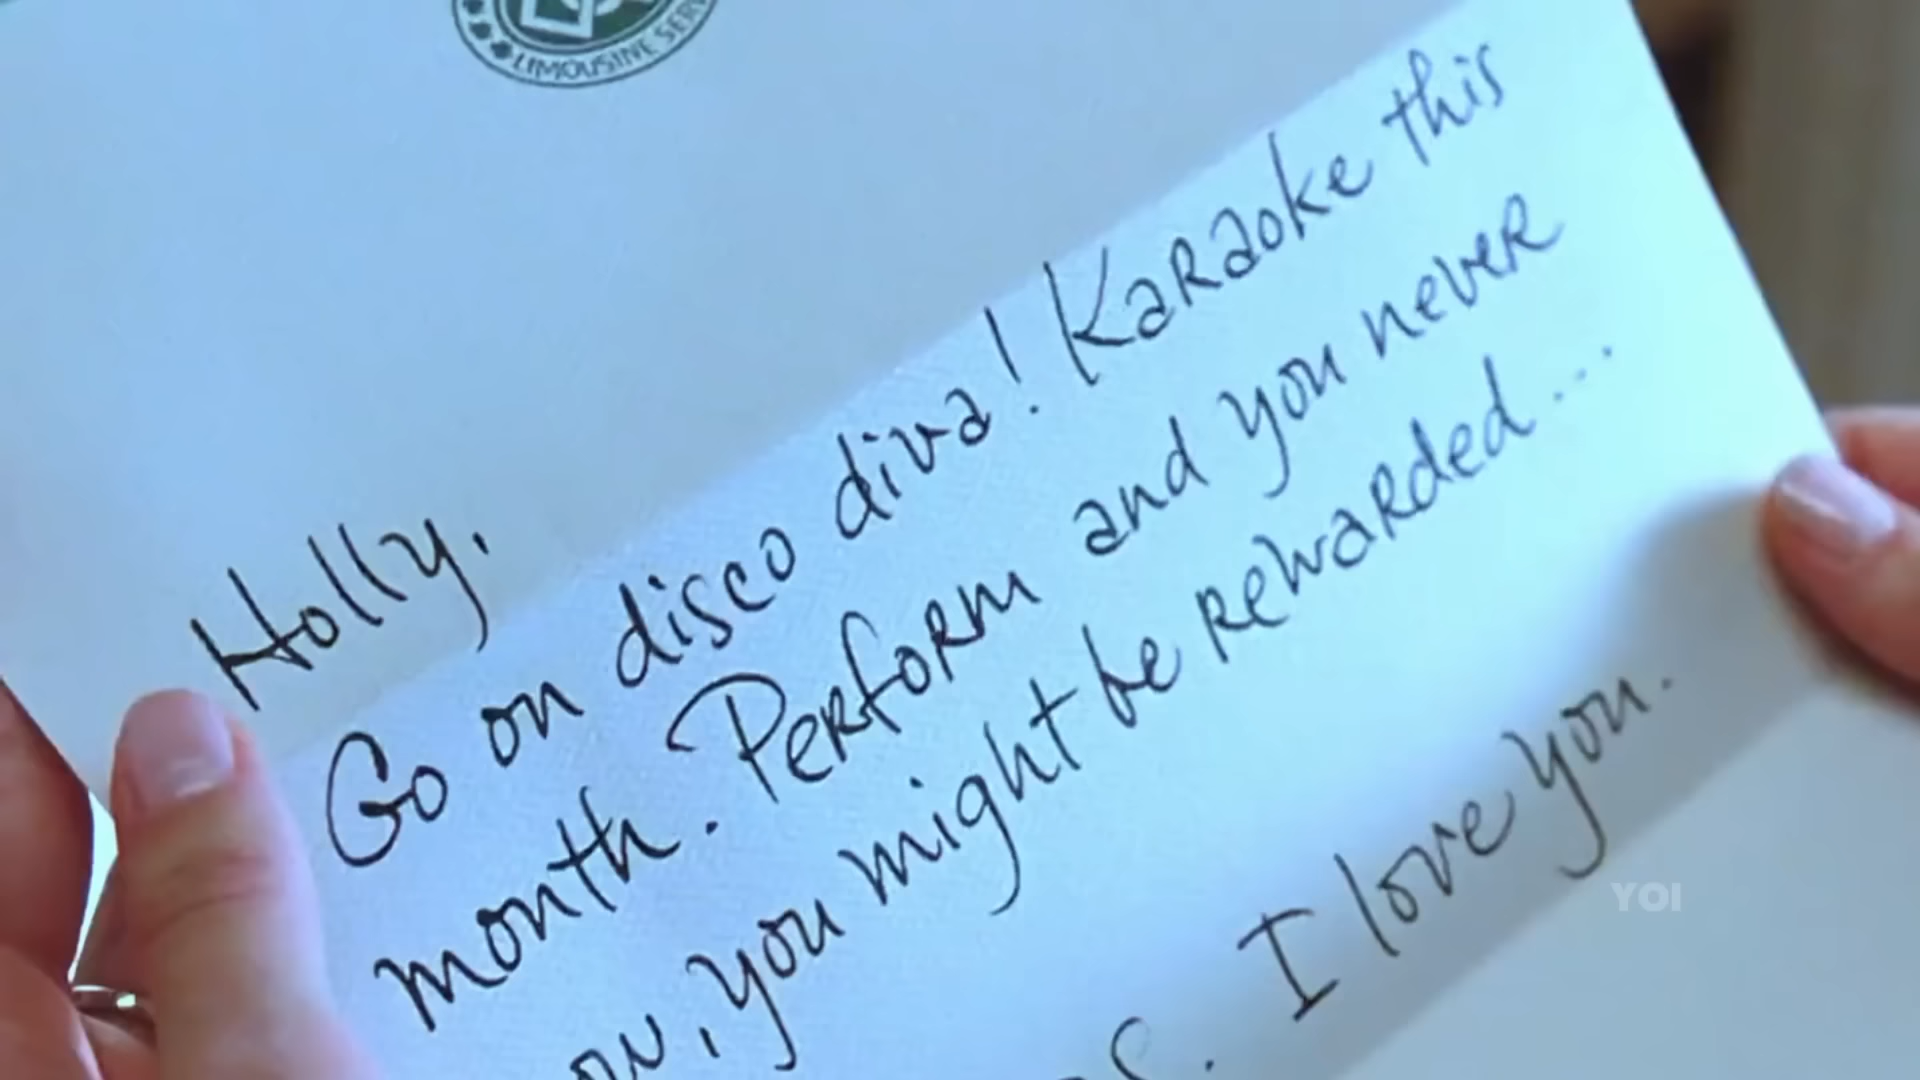 LIMOUSINE SERV
Holly,
Go on disco diva! Karaoke this
month. Perform and you never
ow, you might be rewarded...
P.S. I love you.
YOI